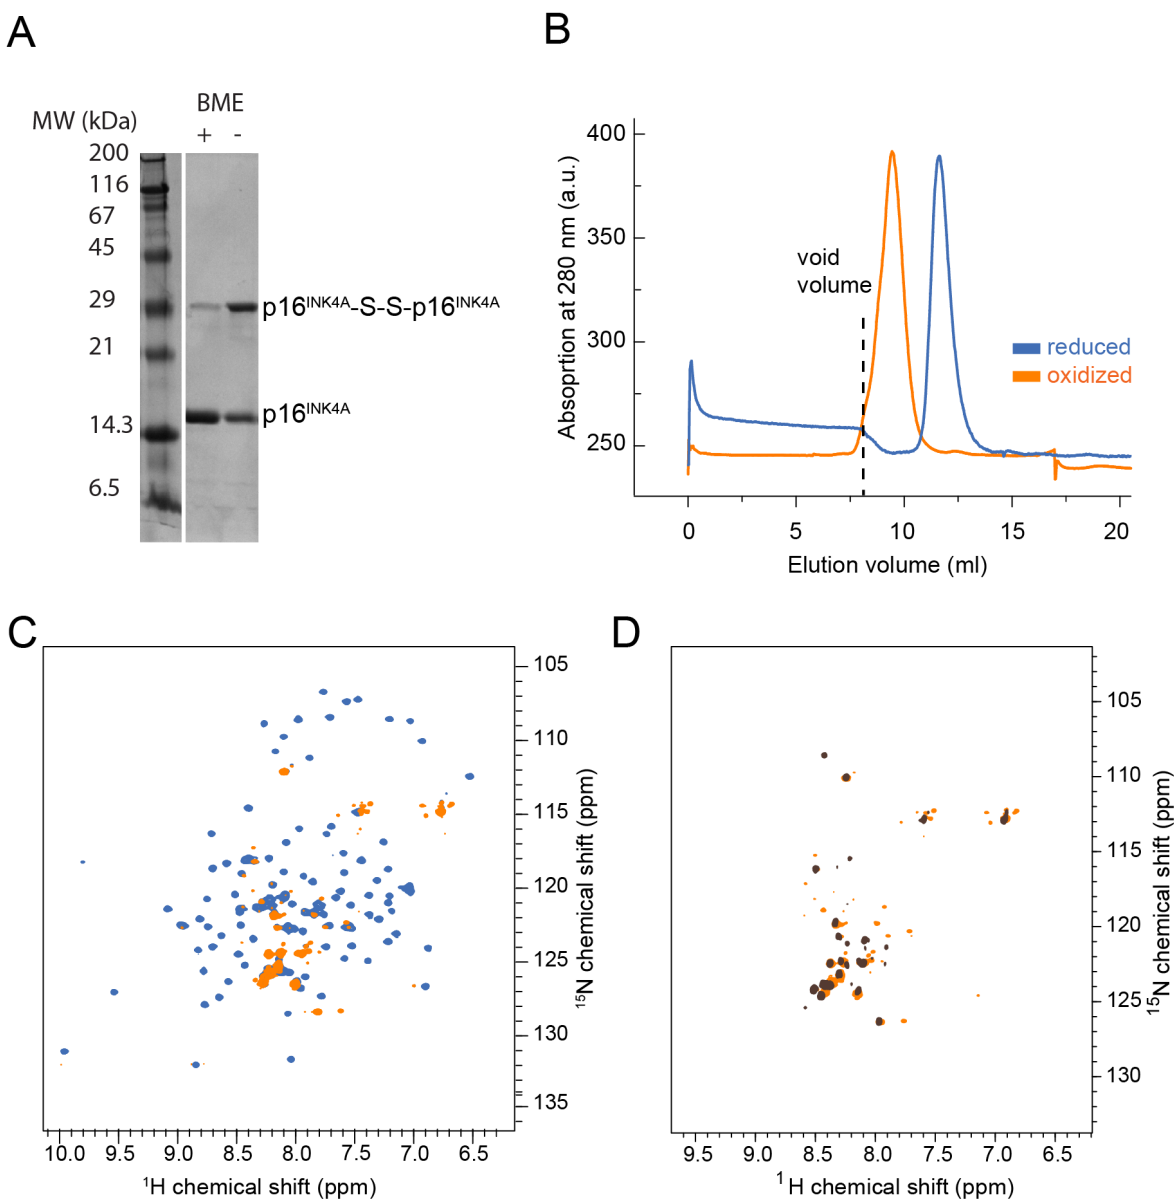 A
BME
MW (kDa)
+ -
200
116
67
45
29
21
14.3
6.5
p16INK4A-S-S-p16INK4A
p16INK4A
B
Absoprtion at 280 nm (a.u.)
400
350
300
250
void
volume
reduced
oxidized
0 5 10 15 20
Elution volume (ml)
C
105
110
115
120
125
130
135
15N chemical shift (ppm)
10.0 9.5 9.0 8.5 8.0 7.5 7.0 6.5
1H chemical shift (ppm)
D
105
110
115
120
125
130
15N chemical shift (ppm)
9.5 9.0 8.5 8.0 7.5 7.0 6.5
1 H chemical shift (ppm)